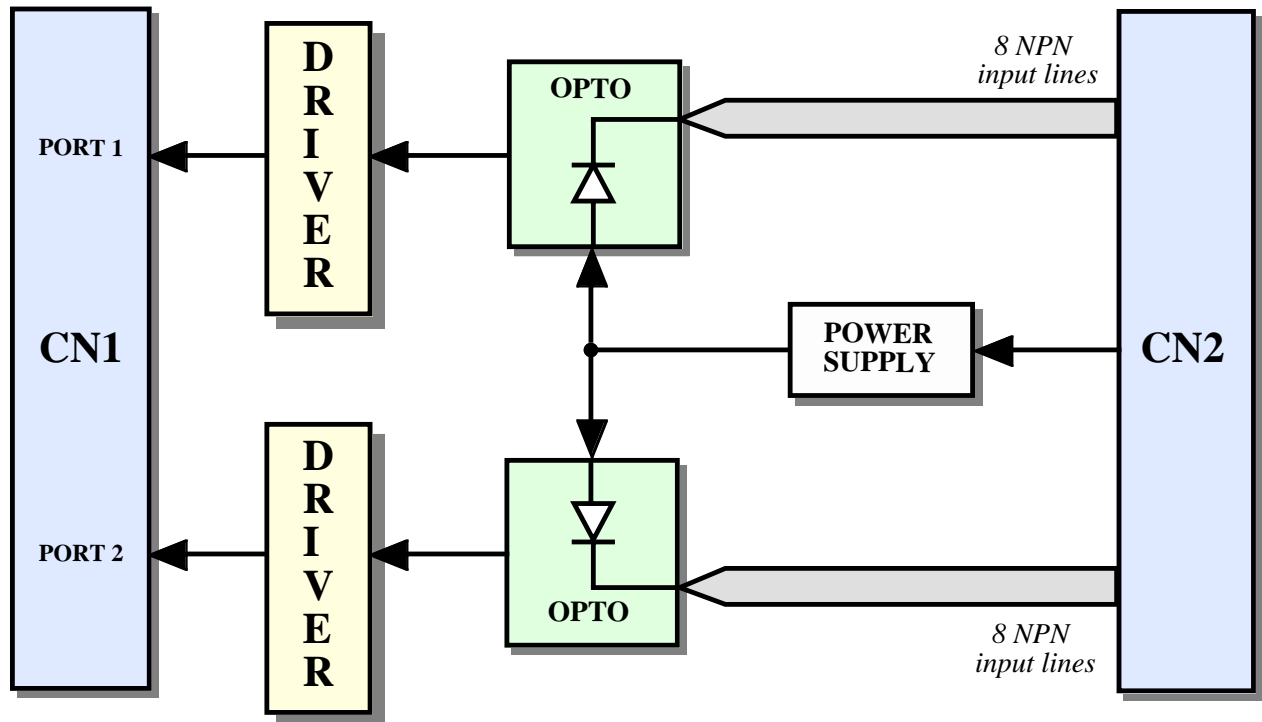 8 NPN
input lines
OPTO
D
R
I
V
E
R
PORT 1
CN1
POWER
SUPPLY
CN2
D
R
I
V
E
R
PORT 2
OPTO
8 NPN
input lines